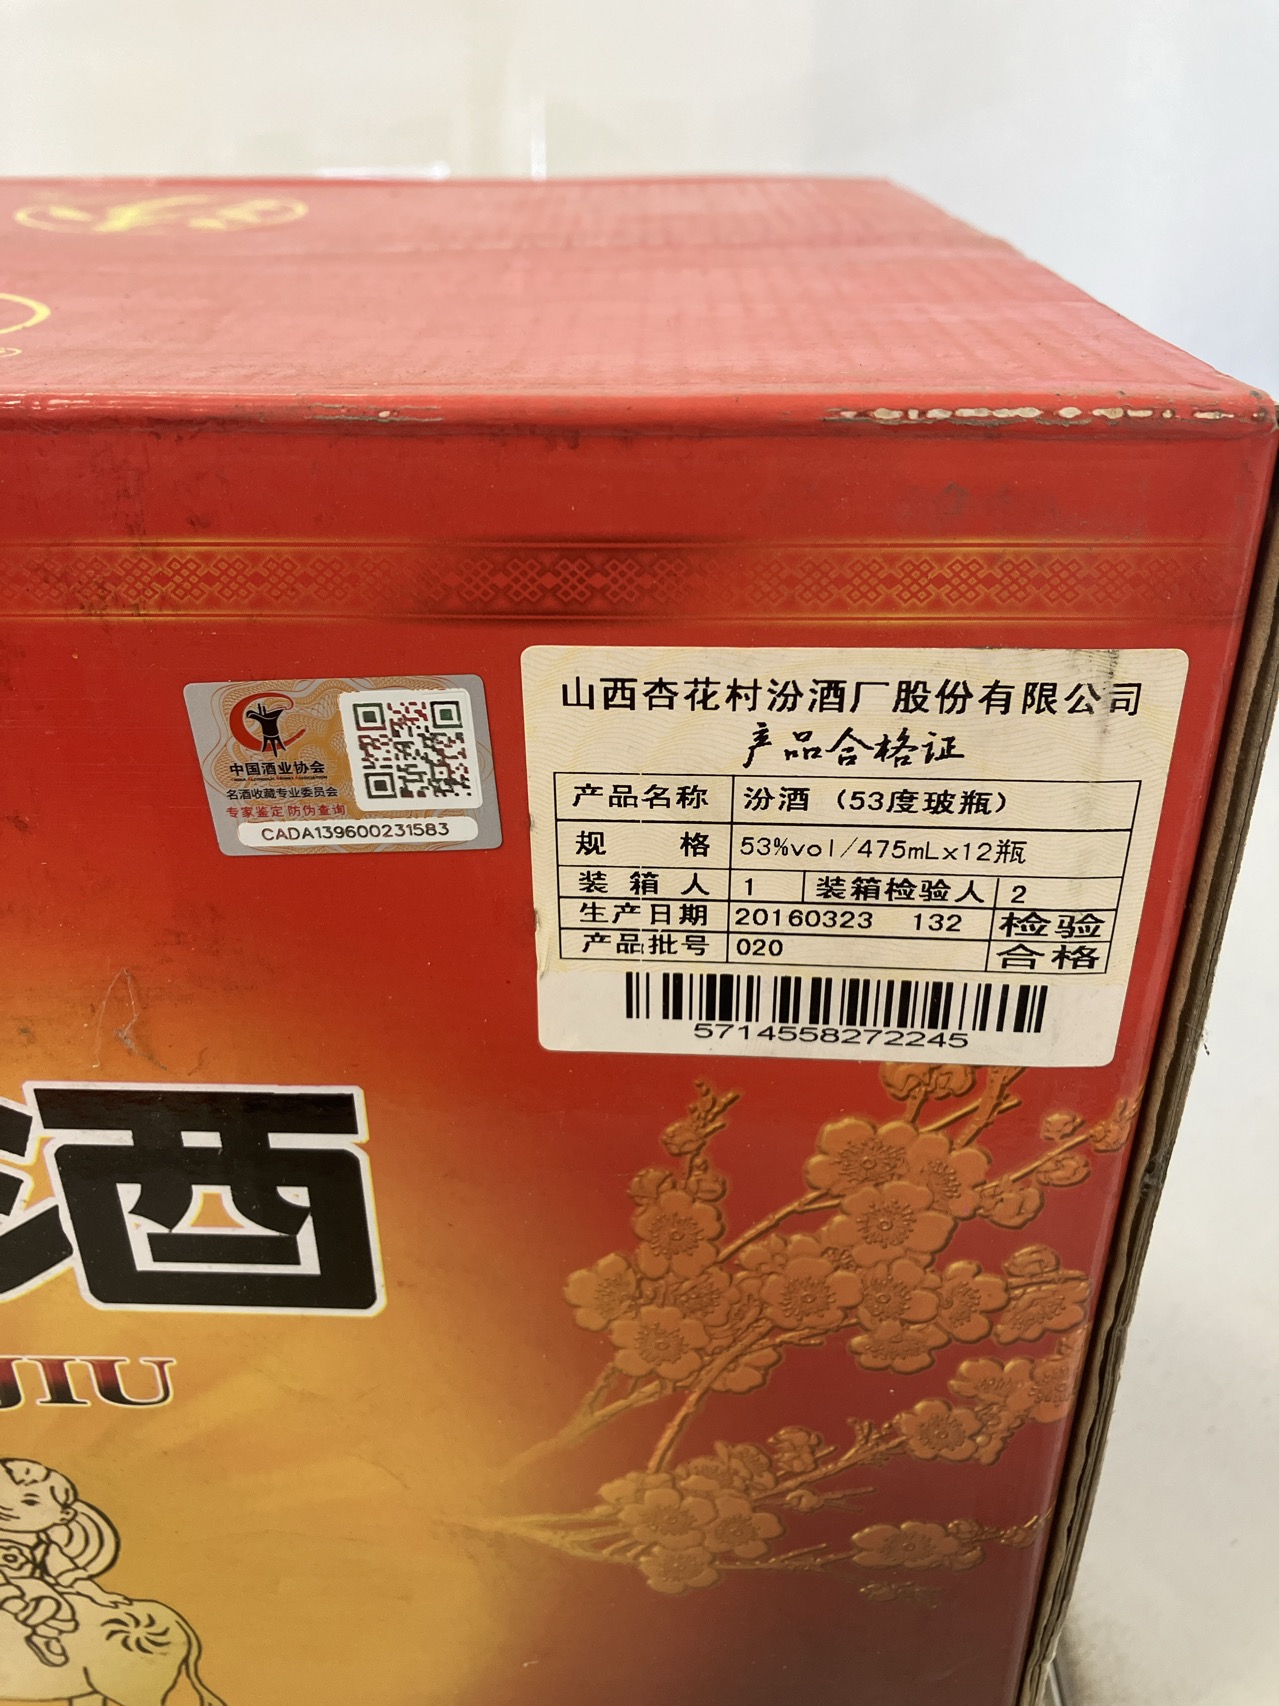 中国酒业协会
名酒收藏专业委员会
专家鉴定 防伪查询
CADA139600231583
山西杏花村汾酒厂股份有限公司
产品合格证
产品名称 汾酒（53度玻瓶）
规 格 53%vol/475mLx12瓶
装箱人 1 装箱检验人 2
生产日期 20160323 132 检验
产品批号 020 合格
5714558272245
酒
JIU